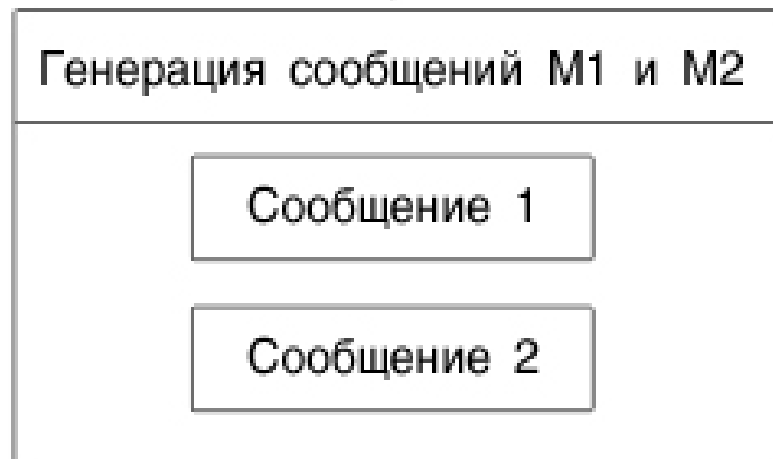 Генерация сообщений М1 и М2
Сообщение 1
Сообщение 2